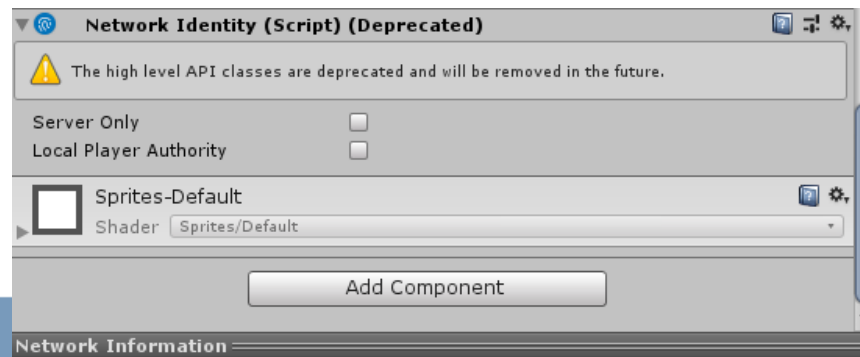 Network Identity (Script) (Deprecated)
The high level API classes are deprecated and will be removed in the future.
Server Only
Local Player Authority
Sprites-Default
Shader Sprites/Default
Add Component
Network Information